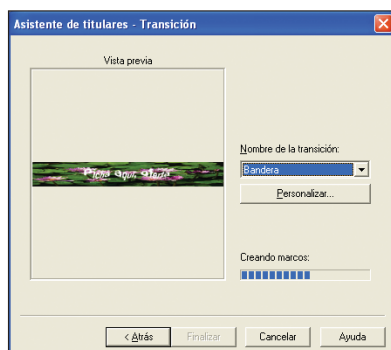 Asistente de titulares - Transición
Vista previa
Nombre de la transición:
Bandera
Personalizar...
Creando marcos:
< Atrás
Finalizar
Cancelar
Ayuda